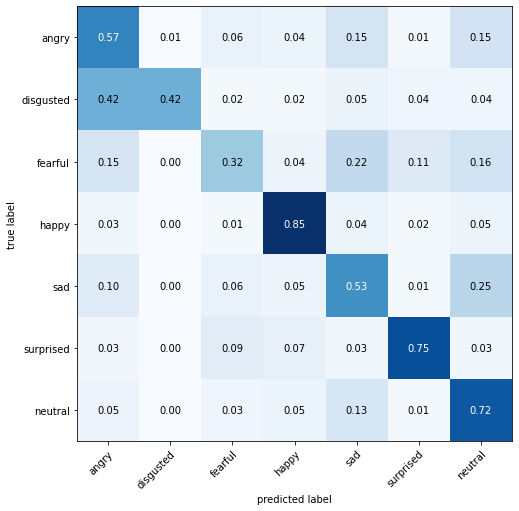 angry 0.57 0.01 0.06 0.04 0.15 0.01 0.15
disgusted 0.42 0.42 0.02 0.02 0.05 0.04 0.04
fearful 0.15 0.00 0.32 0.04 0.22 0.11 0.16
happy 0.03 0.00 0.01 0.85 0.04 0.02 0.05
sad 0.10 0.00 0.06 0.05 0.53 0.01 0.25
surprised 0.03 0.00 0.09 0.07 0.03 0.75 0.03
neutral 0.05 0.00 0.03 0.05 0.13 0.01 0.72
true label
angry disgusted fearful happy sad surprised neutral
predicted label